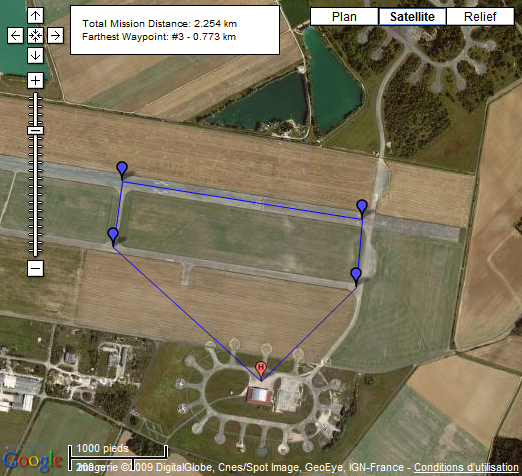 Total Mission Distance: 2.254 km
Farthest Waypoint: #3 - 0.773 km
Plan
Satellite
Relief
H
Google
1000 pieds
200
Imagerie ©2009 DigitalGlobe, Cnes/Spot Image, GeoEye, IGN-France - Conditions d'utilisation